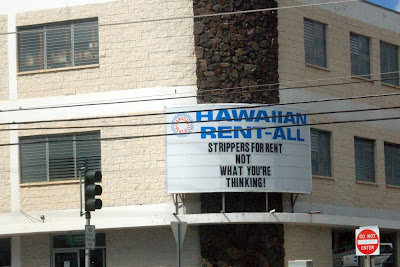 HAWAIIAN
RENT-ALL
STRIPPERS FOR RENT
NOT
WHAT YOU'RE
THINKING!
DO NOT
ENTER